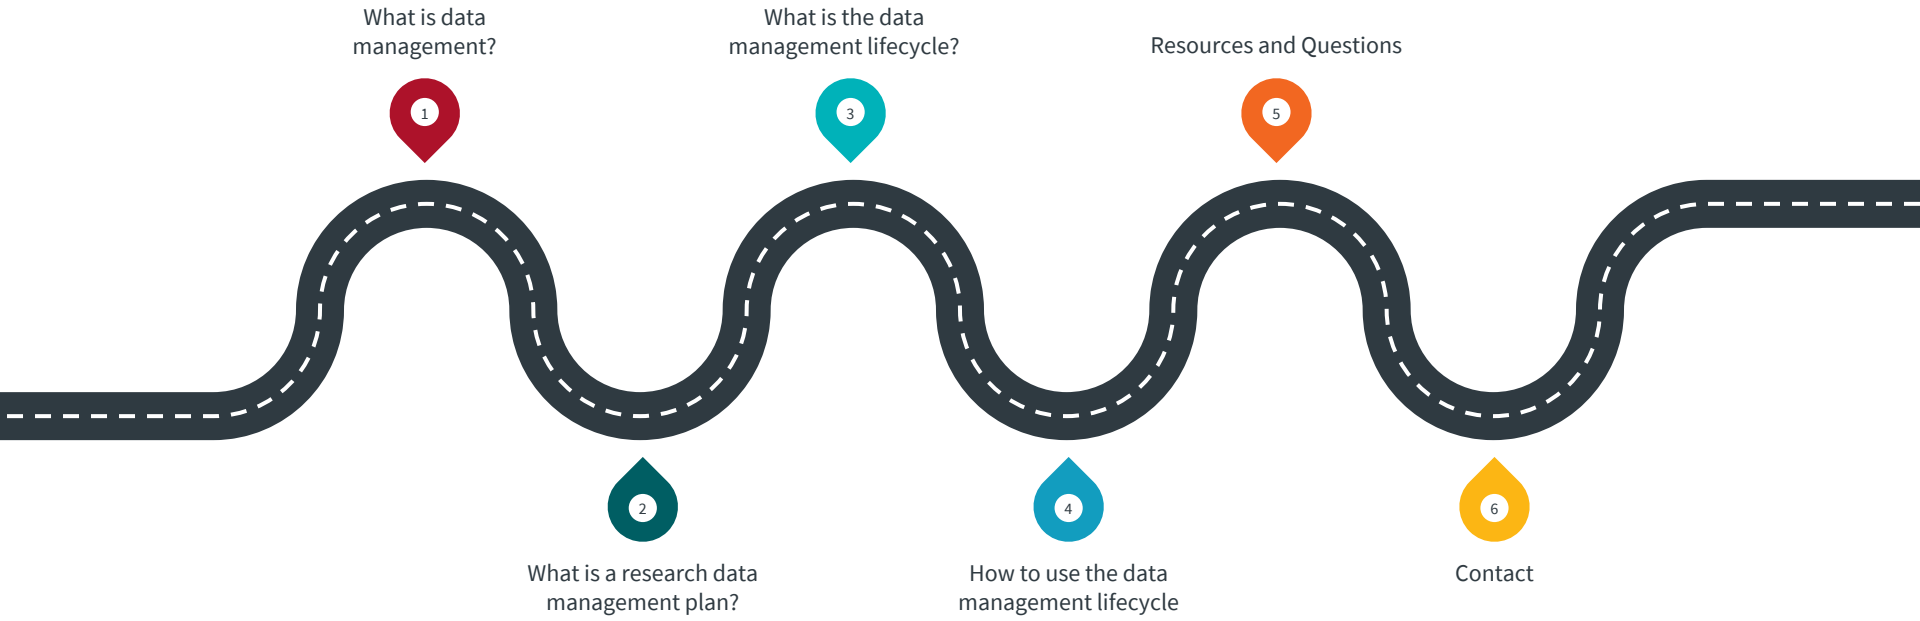 What is data
management?
1
What is a research data
management plan?
2
What is the data
management lifecycle?
3
How to use the data
management lifecycle
4
Resources and Questions
5
Contact
6